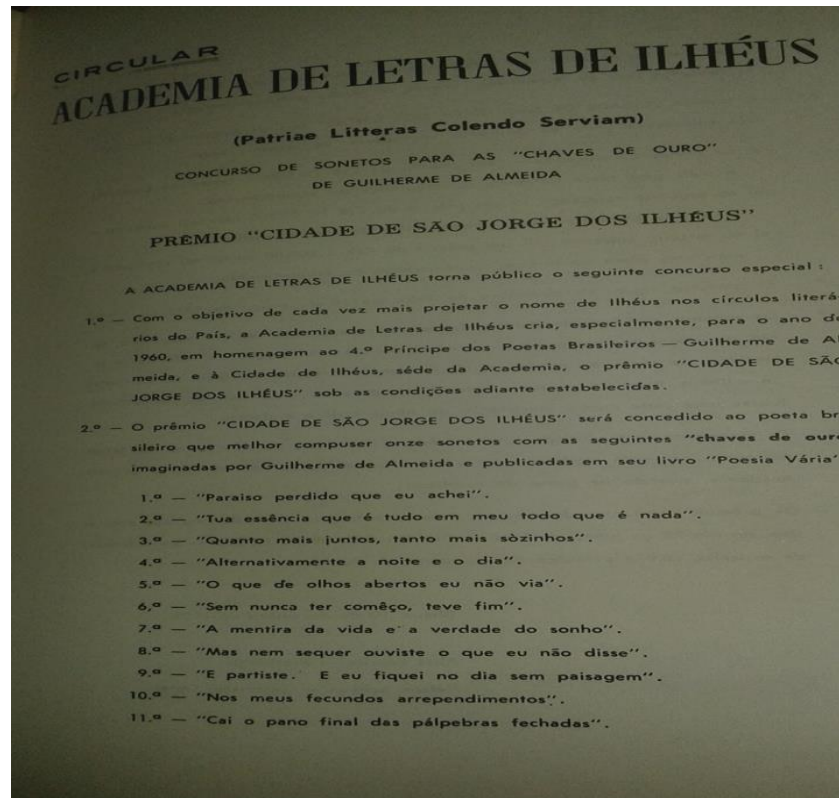 CIRCULAR
ACADEMIA DE LETRAS DE ILHÉUS
(Patriae Litteras Colendo Serviam)
CONCURSO DE SONETOS PARA AS "CHAVES DE OURO"
DE GUILHERME DE ALMEIDA
PRÊMIO "CIDADE DE SÃO JORGE DOS ILHÉUS"
A ACADEMIA DE LETRAS DE ILHÉUS torna público o seguinte concurso especial :
1.º — Com o objetivo de cada vez mais projetar o nome de Ilhéus nos círculos literá-
rios do País, a Academia de Letras de Ilhéus cria, especialmente, para o ano de
1960, em homenagem ao 4.º Príncipe dos Poetas Brasileiros — Guilherme de Al
meida, e à Cidade de Ilhéus, séde da Academia, o prêmio "CIDADE DE SÃO
JORGE DOS ILHÉUS" sob as condições adiante estabelecidas.
2.º — O prêmio "CIDADE DE SÃO JORGE DOS ILHÉUS" será concedido ao poeta bra
sileiro que melhor compuser onze sonetos com as seguintes "chaves de ouro
imaginadas por Guilherme de Almeida e publicadas em seu livro "Poesia Vária"
1.ª — "Paraiso perdido que eu achei".
2.ª — "Tua essência que é tudo em meu todo que é nada".
3.ª — "Quanto mais juntos, tanto mais sòzinhos".
4.ª — "Alternativamente a noite e o dia".
5.ª — "O que de olhos abertos eu não via".
6,ª — "Sem nunca ter comêço, teve fim".
7.ª — "A mentira da vida e a verdade do sonho".
8.ª — "Mas nem sequer ouviste o que eu não disse".
9.ª — "E partiste. E eu fiquei no dia sem paisagem".
10.ª — "Nos meus fecundos arrependimentos".
11.ª — "Cai o pano final das pálpebras fechadas".